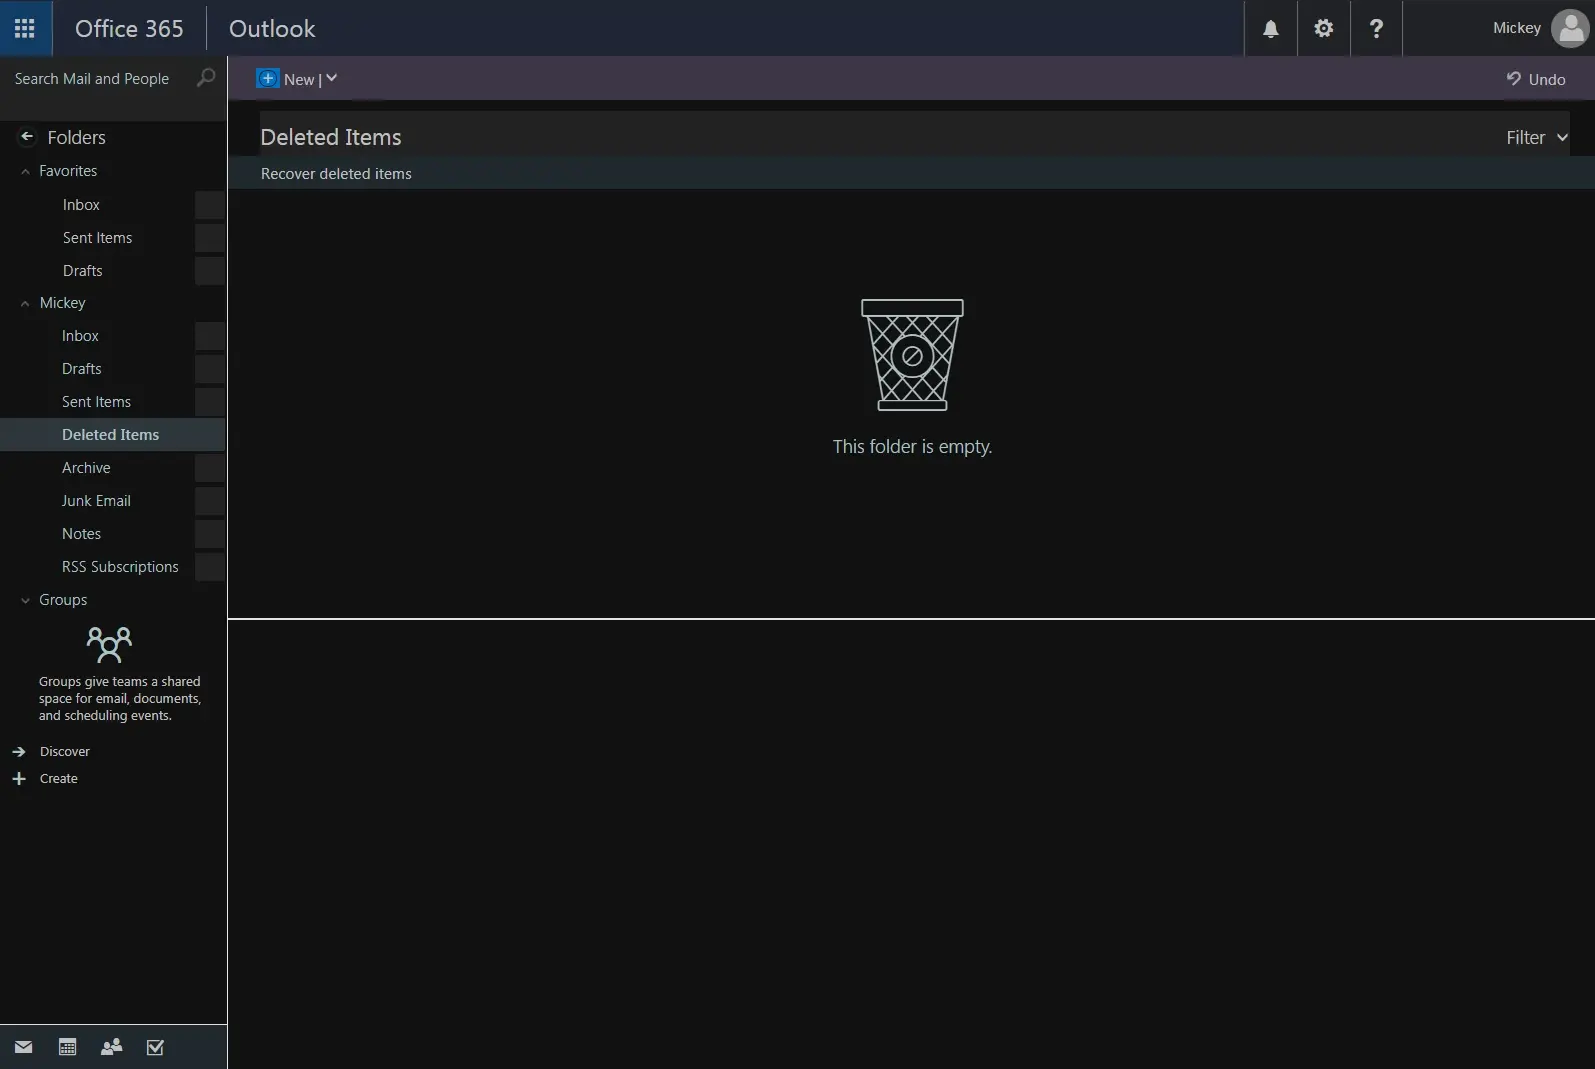 Office 365
Outlook
?
Mickey
Search Mail and People
New |
Undo
Folders
Favorites
Inbox
Sent Items
Drafts
Mickey
Inbox
Drafts
Sent Items
Deleted Items
Archive
Junk Email
Notes
RSS Subscriptions
Groups
Groups give teams a shared
space for email, documents,
and scheduling events.
Discover
Create
Deleted Items
Filter
Recover deleted items
This folder is empty.